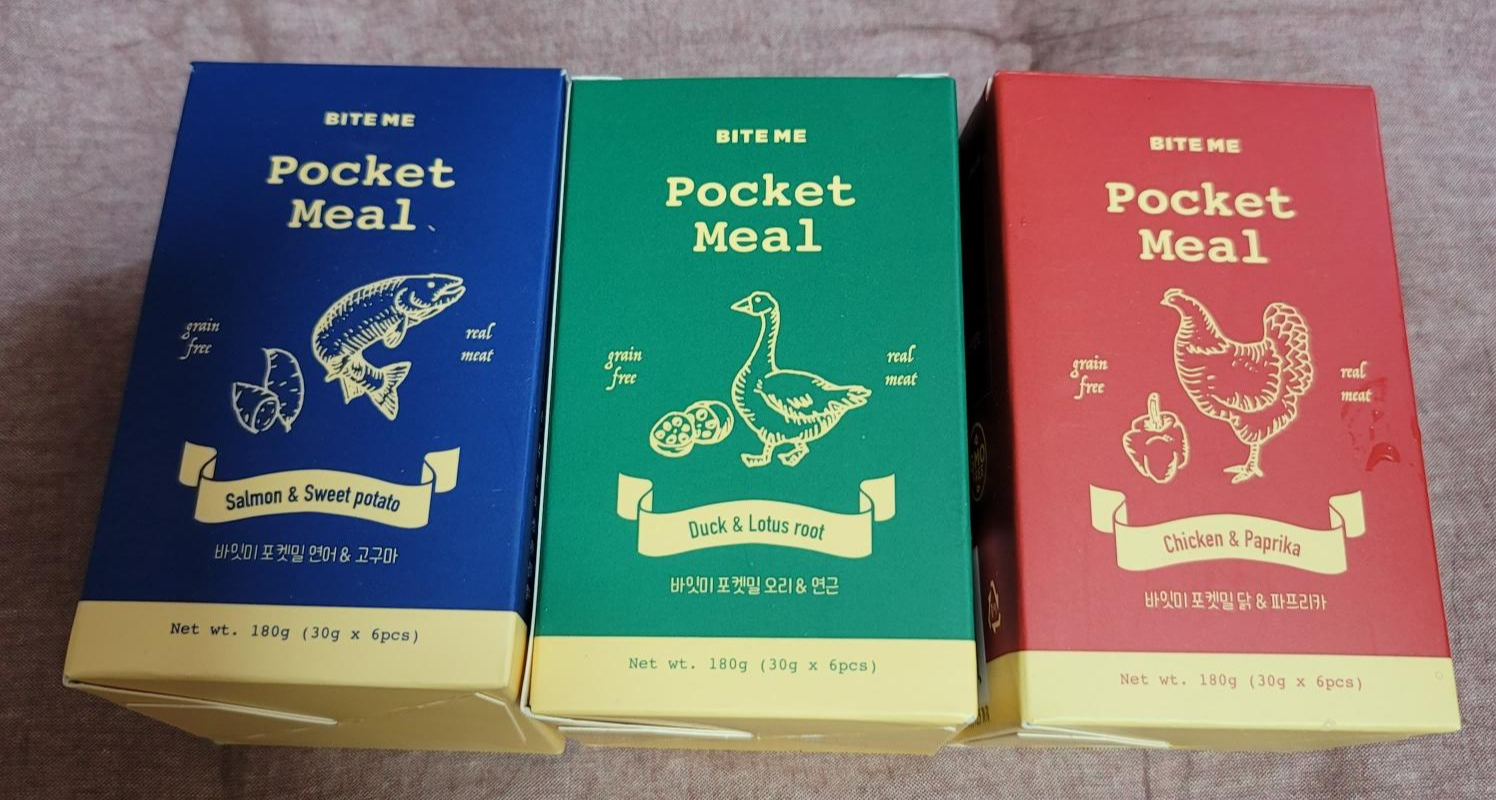 BITE ME
Pocket
Meal
grain
free
real
meat
Salmon & Sweet potato
바잇미 포켓밀 연어 & 고구마
Net wt. 180g (30g x 6pcs)
BITE ME
Pocket
Meal
grain
free
real
meat
Duck & Lotus root
바잇미 포켓밀 오리 & 연근
Net wt. 180g (30g x 6pcs)
BITE ME
Pocket
Meal
grain
free
real
meat
Chicken & Paprika
바잇미 포켓밀 닭 & 파프리카
Net wt. 180g (30g x 6pcs)